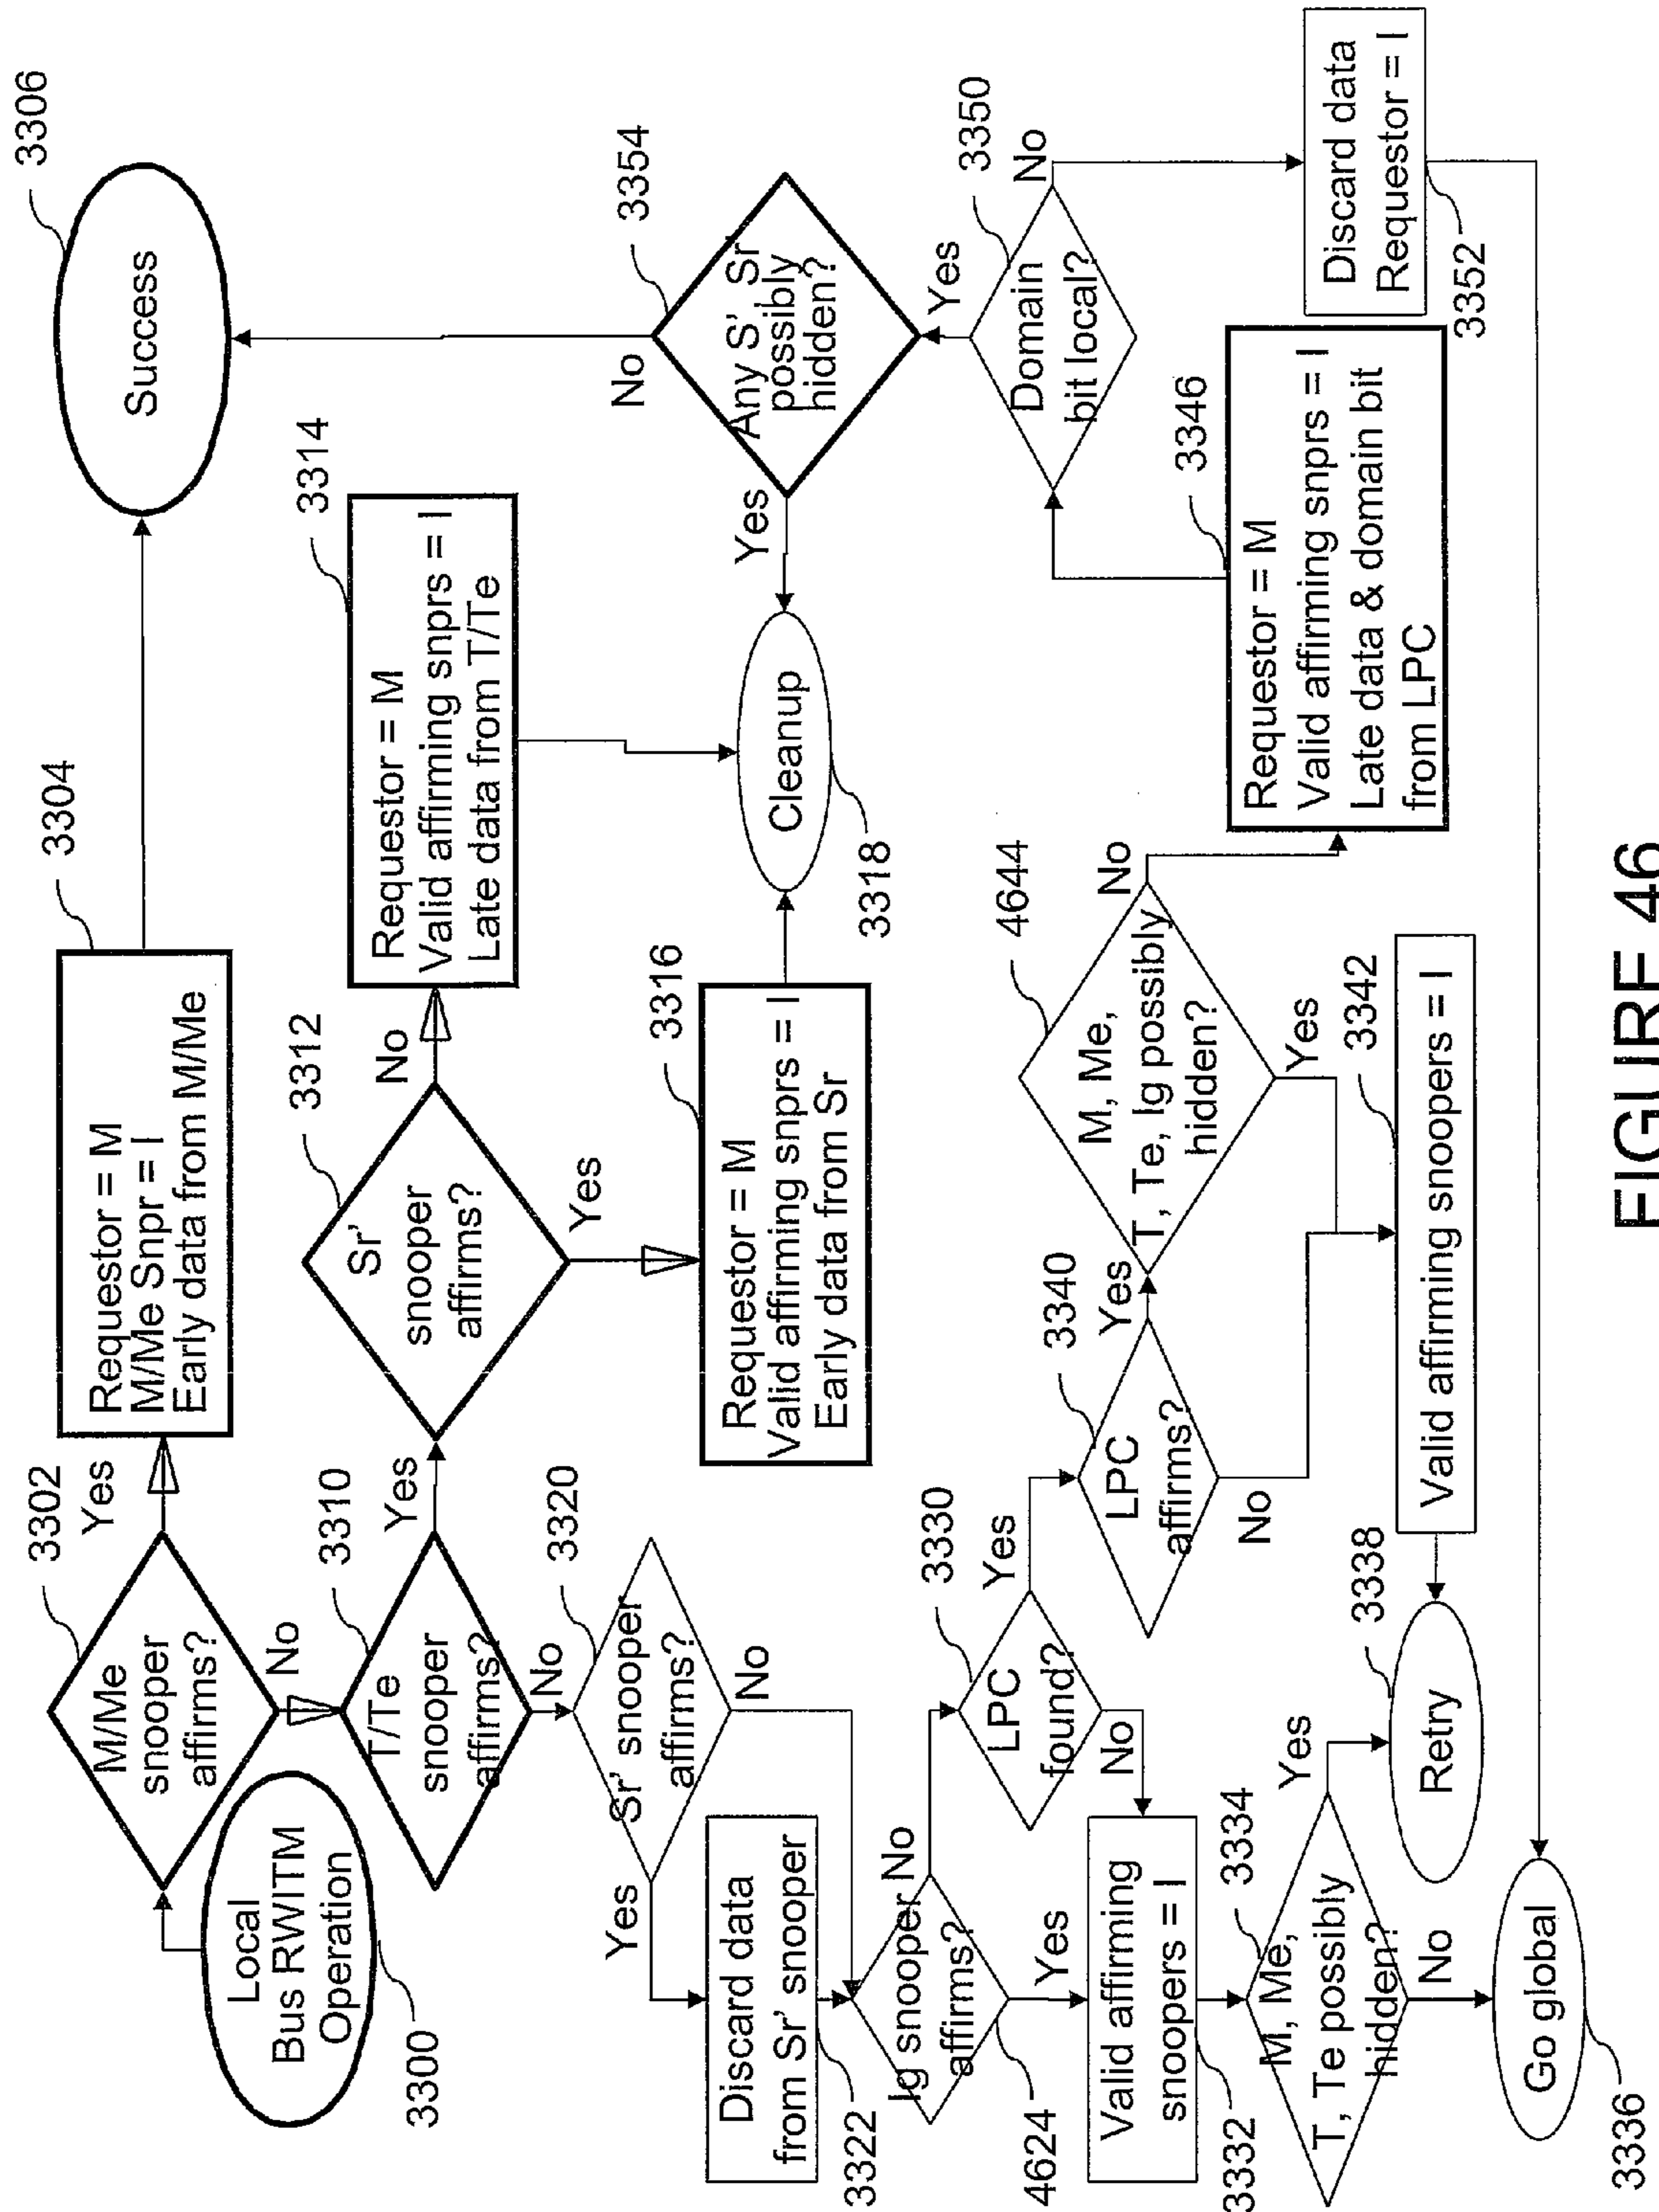 Local
Bus RWITM
Operation
3300
M/Me
snooper
affirms?
3302
Yes
No
Requestor = M
M/Me Snpr = I
Early data from M/Me
3304
Success
3306
T/Te
snooper
affirms?
3310
Yes
No
Sr'
snooper
affirms?
3312
No
Yes
Requestor = M
Valid affirming snprs = I
Late data from T/Te
3314
Requestor = M
Valid affirming snprs = I
Early data from Sr
3316
Cleanup
3318
Any S' Sr'
possibly
hidden?
3354
No
Yes
Sr' snooper
affirms?
3320
Yes
No
Discard data
from Sr' snooper
3322
Ig snooper
affirms?
4624
No
Yes
LPC
found?
3330
Yes
No
LPC
affirms?
3340
Yes
No
M, Me,
T, Te, Ig possibly
hidden?
4644
No
Yes
Requestor = M
Valid affirming snprs = I
Late data & domain bit
from LPC
3346
Domain
bit local?
3350
Yes
No
Discard data
Requestor = I
3352
Valid affirming
snoopers = I
3332
Valid affirming snoopers = I
3342
M, Me,
T, Te possibly
hidden?
3334
Yes
No
Retry
3338
Go global
3336
FIGURE 46